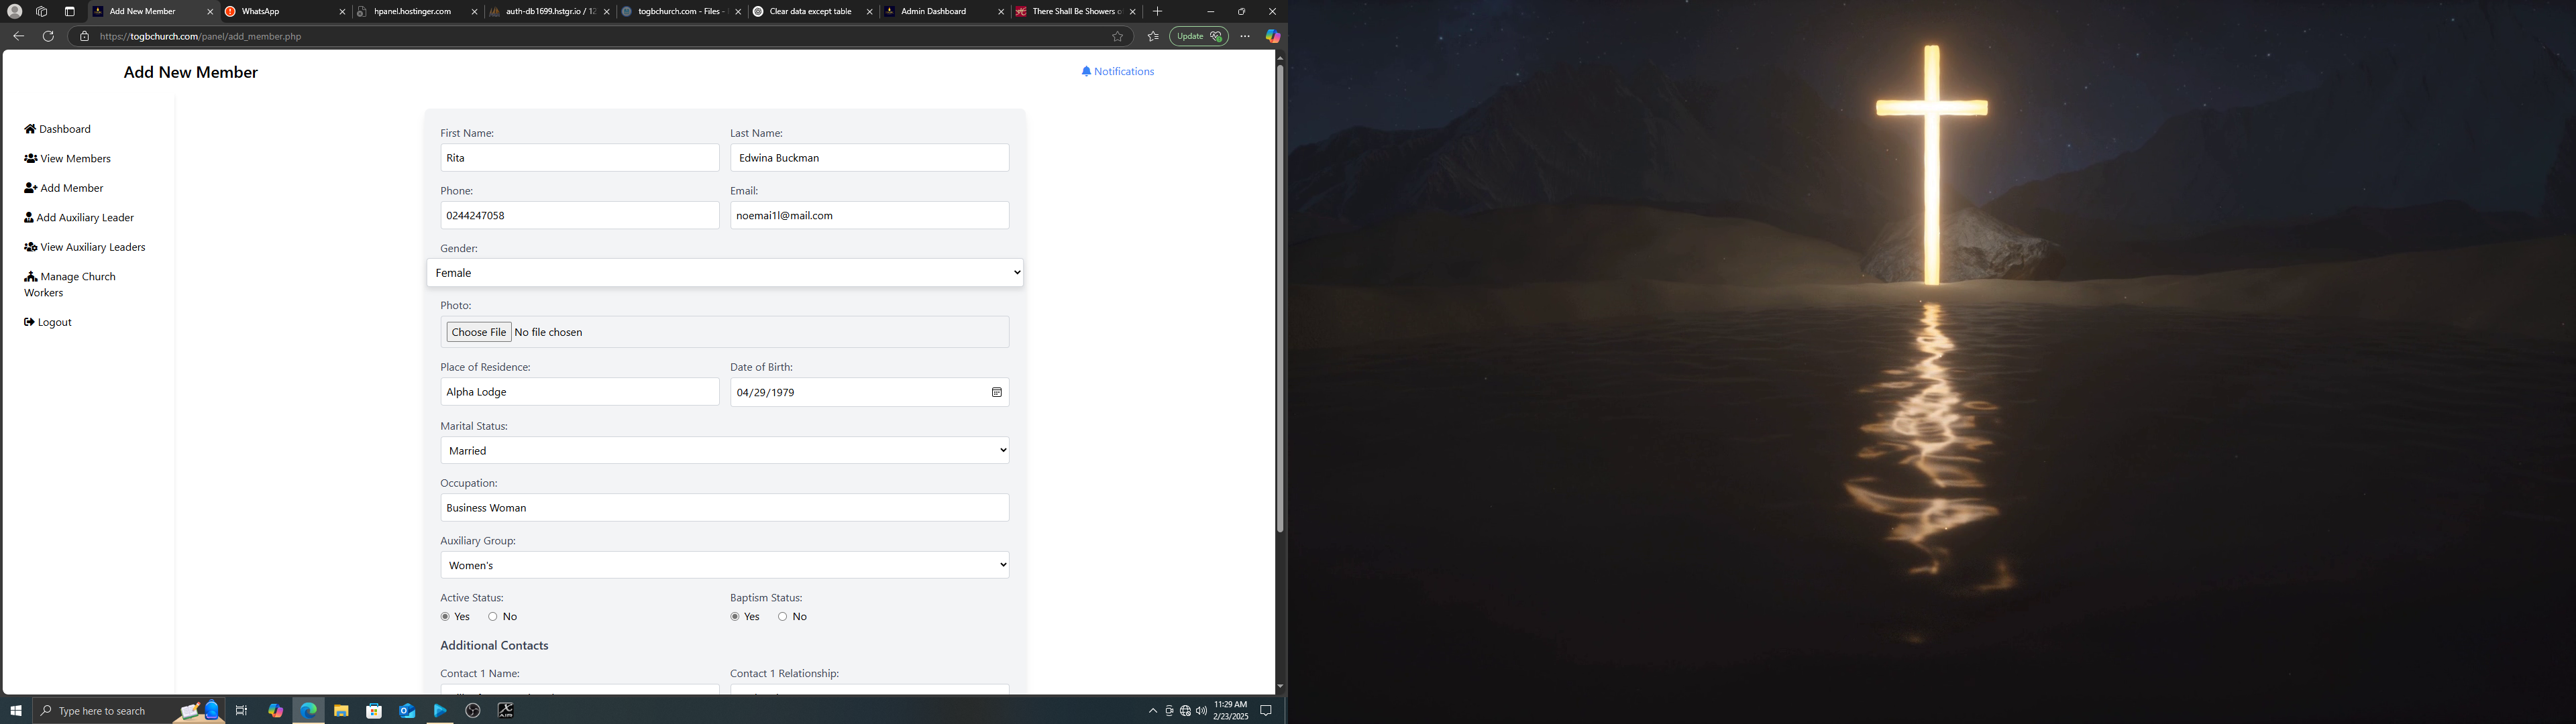 Add New Member
WhatsApp
hpanel.hostinger.com
auth-db1699.hstgr.io / 12
togbchurch.com - Files -
Clear data except table
Admin Dashboard
There Shall Be Showers o
https://togbchurch.com/panel/add_member.php
Update
Add New Member
Notifications
Dashboard
View Members
Add Member
Add Auxiliary Leader
View Auxiliary Leaders
Manage Church
Workers
Logout
First Name:
Last Name:
Rita
Edwina Buckman
Phone:
Email:
0244247058
noemai1l@mail.com
Gender:
Female
Photo:
Choose File No file chosen
Place of Residence:
Date of Birth:
Alpha Lodge
04/29/1979
Marital Status:
Married
Occupation:
Business Woman
Auxiliary Group:
Women's
Active Status:
Baptism Status:
Yes No
Yes No
Additional Contacts
Contact 1 Name:
Contact 1 Relationship:
Type here to search
11:29 AM
2/23/2025